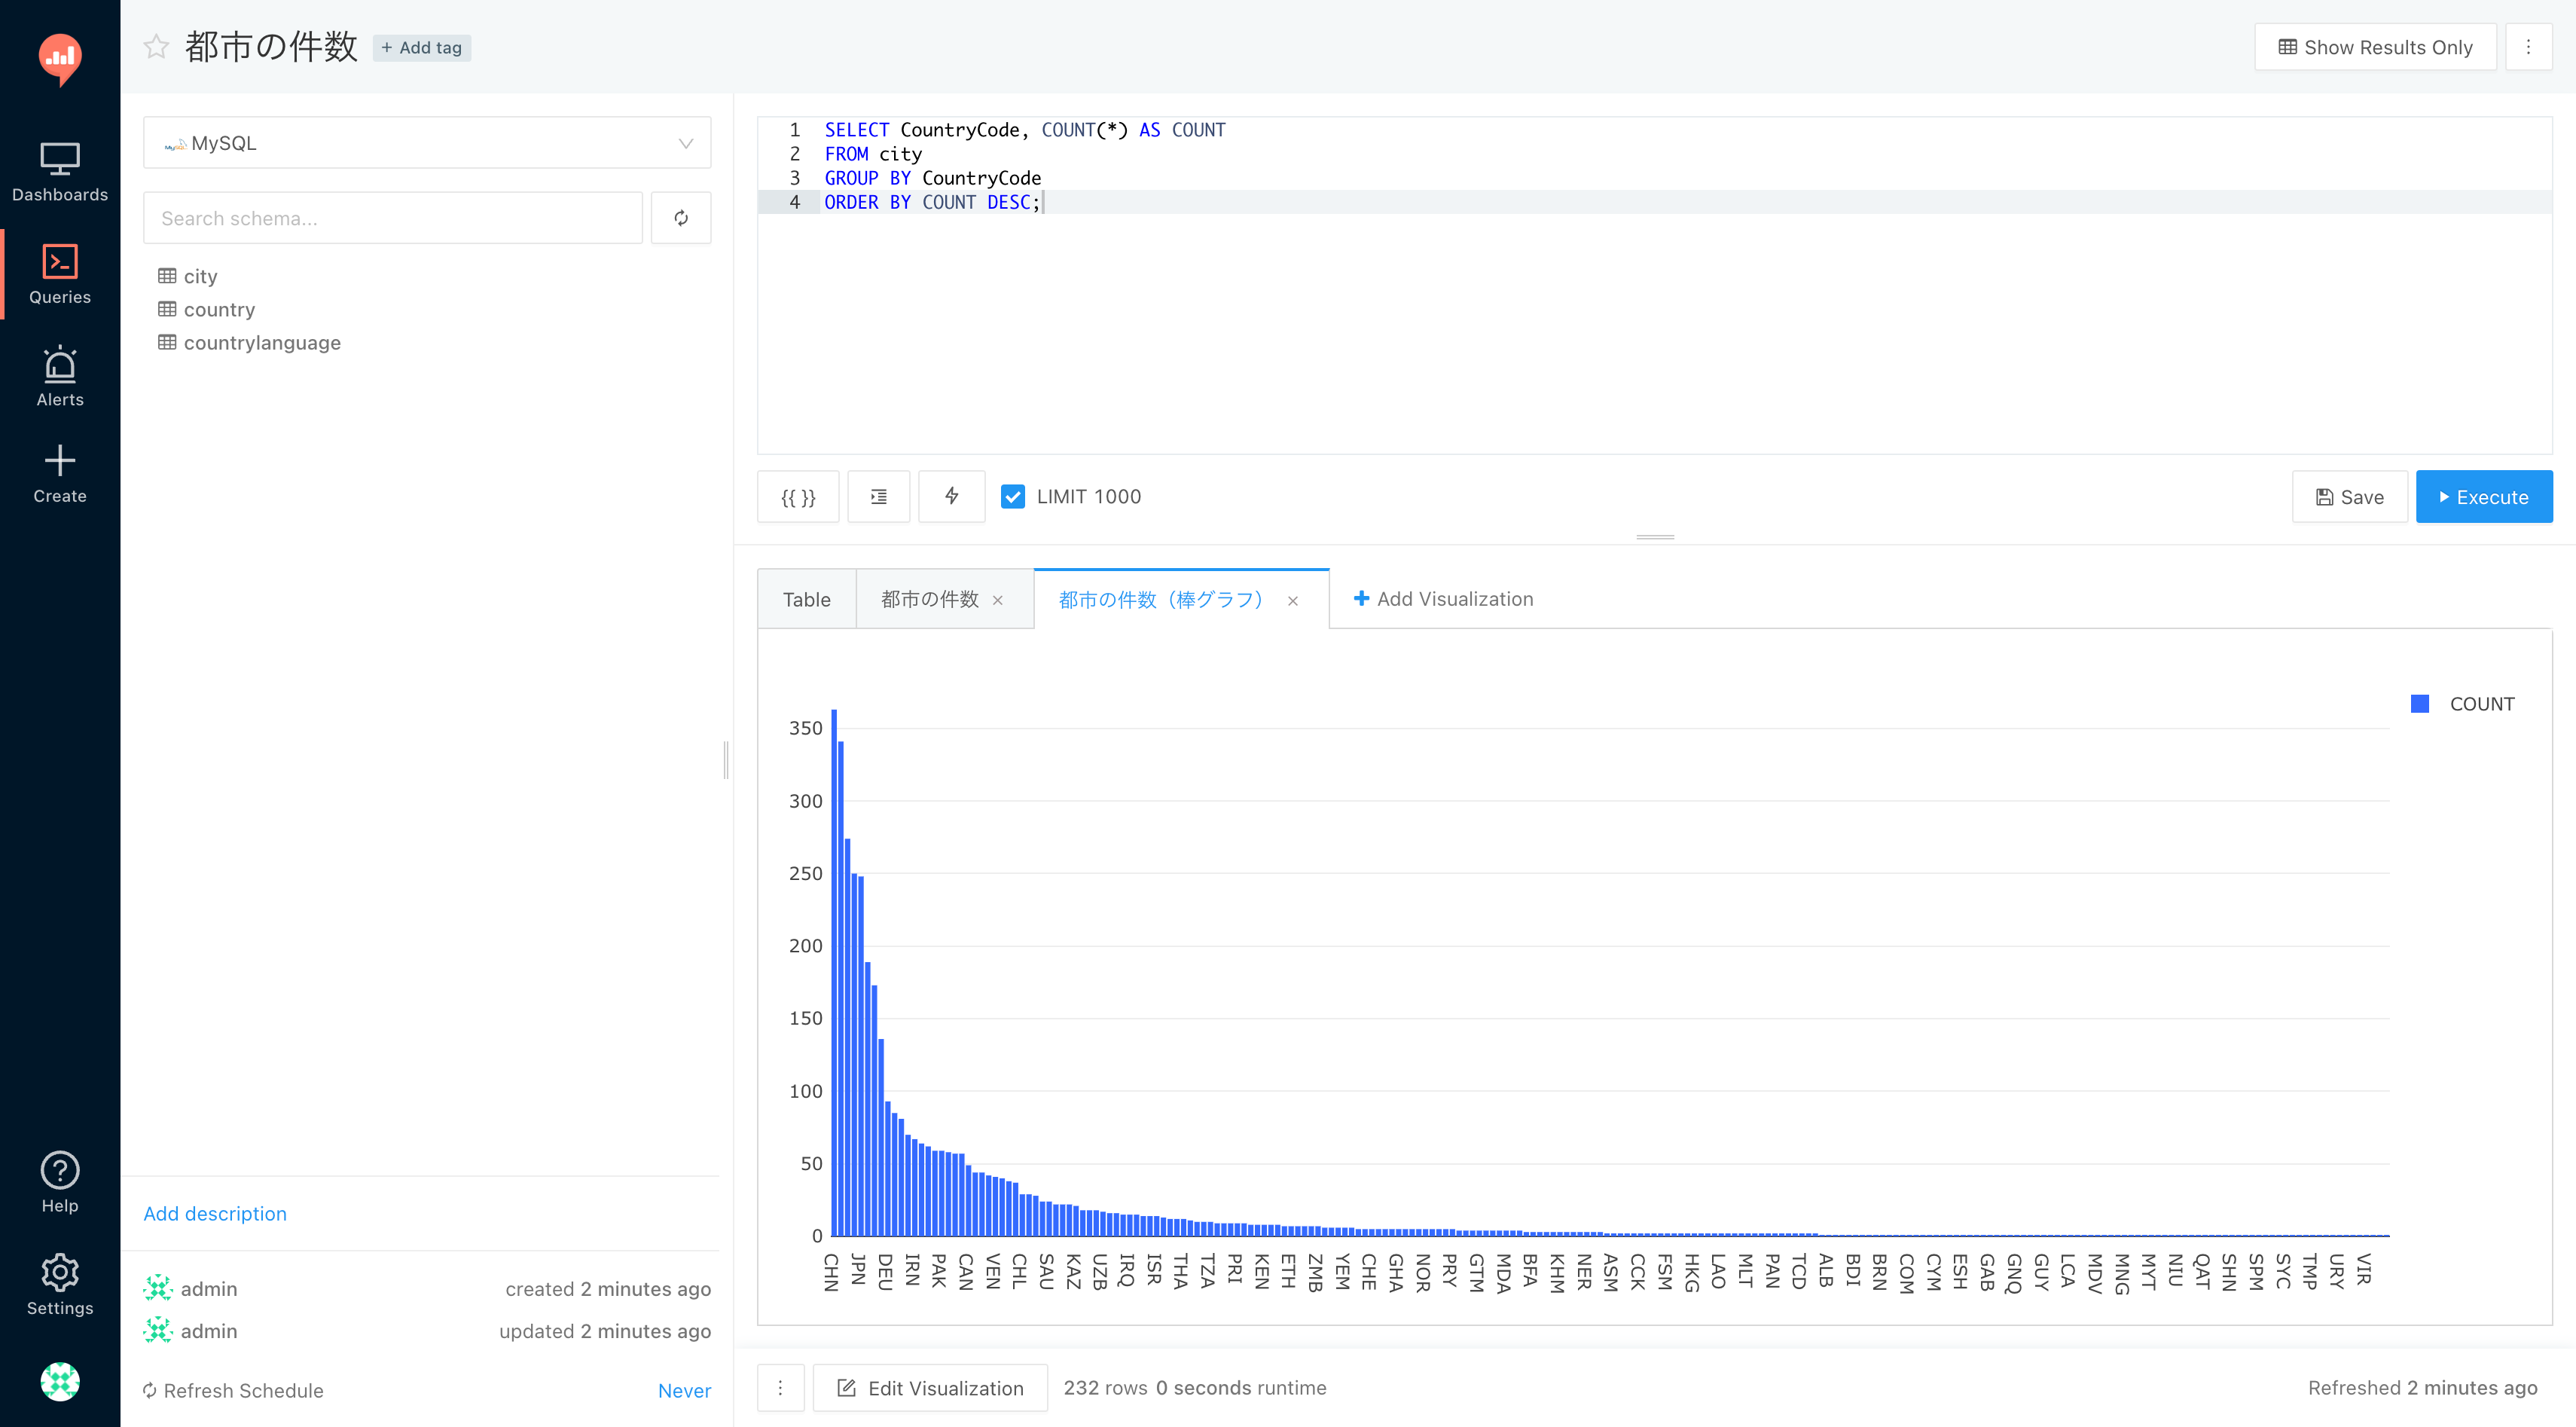 都市の件数
+ Add tag
Show Results Only
Dashboards
Queries
Alerts
Create
Help
Settings
MySQL
Search schema...
city
country
countrylanguage
Add description
admin created 2 minutes ago
admin updated 2 minutes ago
Refresh Schedule Never
1 SELECT CountryCode, COUNT(*) AS COUNT
2 FROM city
3 GROUP BY CountryCode
4 ORDER BY COUNT DESC;
{{ }} LIMIT 1000 Save Execute
Table 都市の件数 × 都市の件数（棒グラフ） × Add Visualization
COUNT
350
300
250
200
150
100
50
0
CHN JPN DEU IRN PAK CAN VEN CHL SAU KAZ UZB IRQ ISR THA TZA PRI KEN ETH ZMB YEM CHE GHA NOR PRY GTM MDA BFA KHM NER ASM CCK FSM HKG LAO MLT PAN TCD ALB BDI BRN COM CYM ESH GAB GNQ GUY LCA MDV MNG MYT NIU QAT SHN SPM SYC TMP URY VIR
Edit Visualization 232 rows 0 seconds runtime Refreshed 2 minutes ago